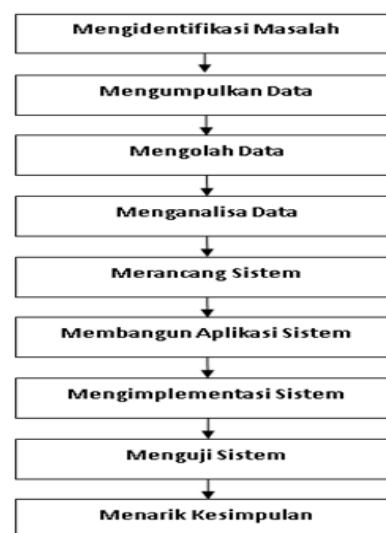 Mengidentifikasi Masalah
Mengumpulkan Data
Mengolah Data
Menganalisa Data
Merancang Sistem
Membangun Aplikasi Sistem
Mengimplementasi Sistem
Menguji Sistem
Menarik Kesimpulan